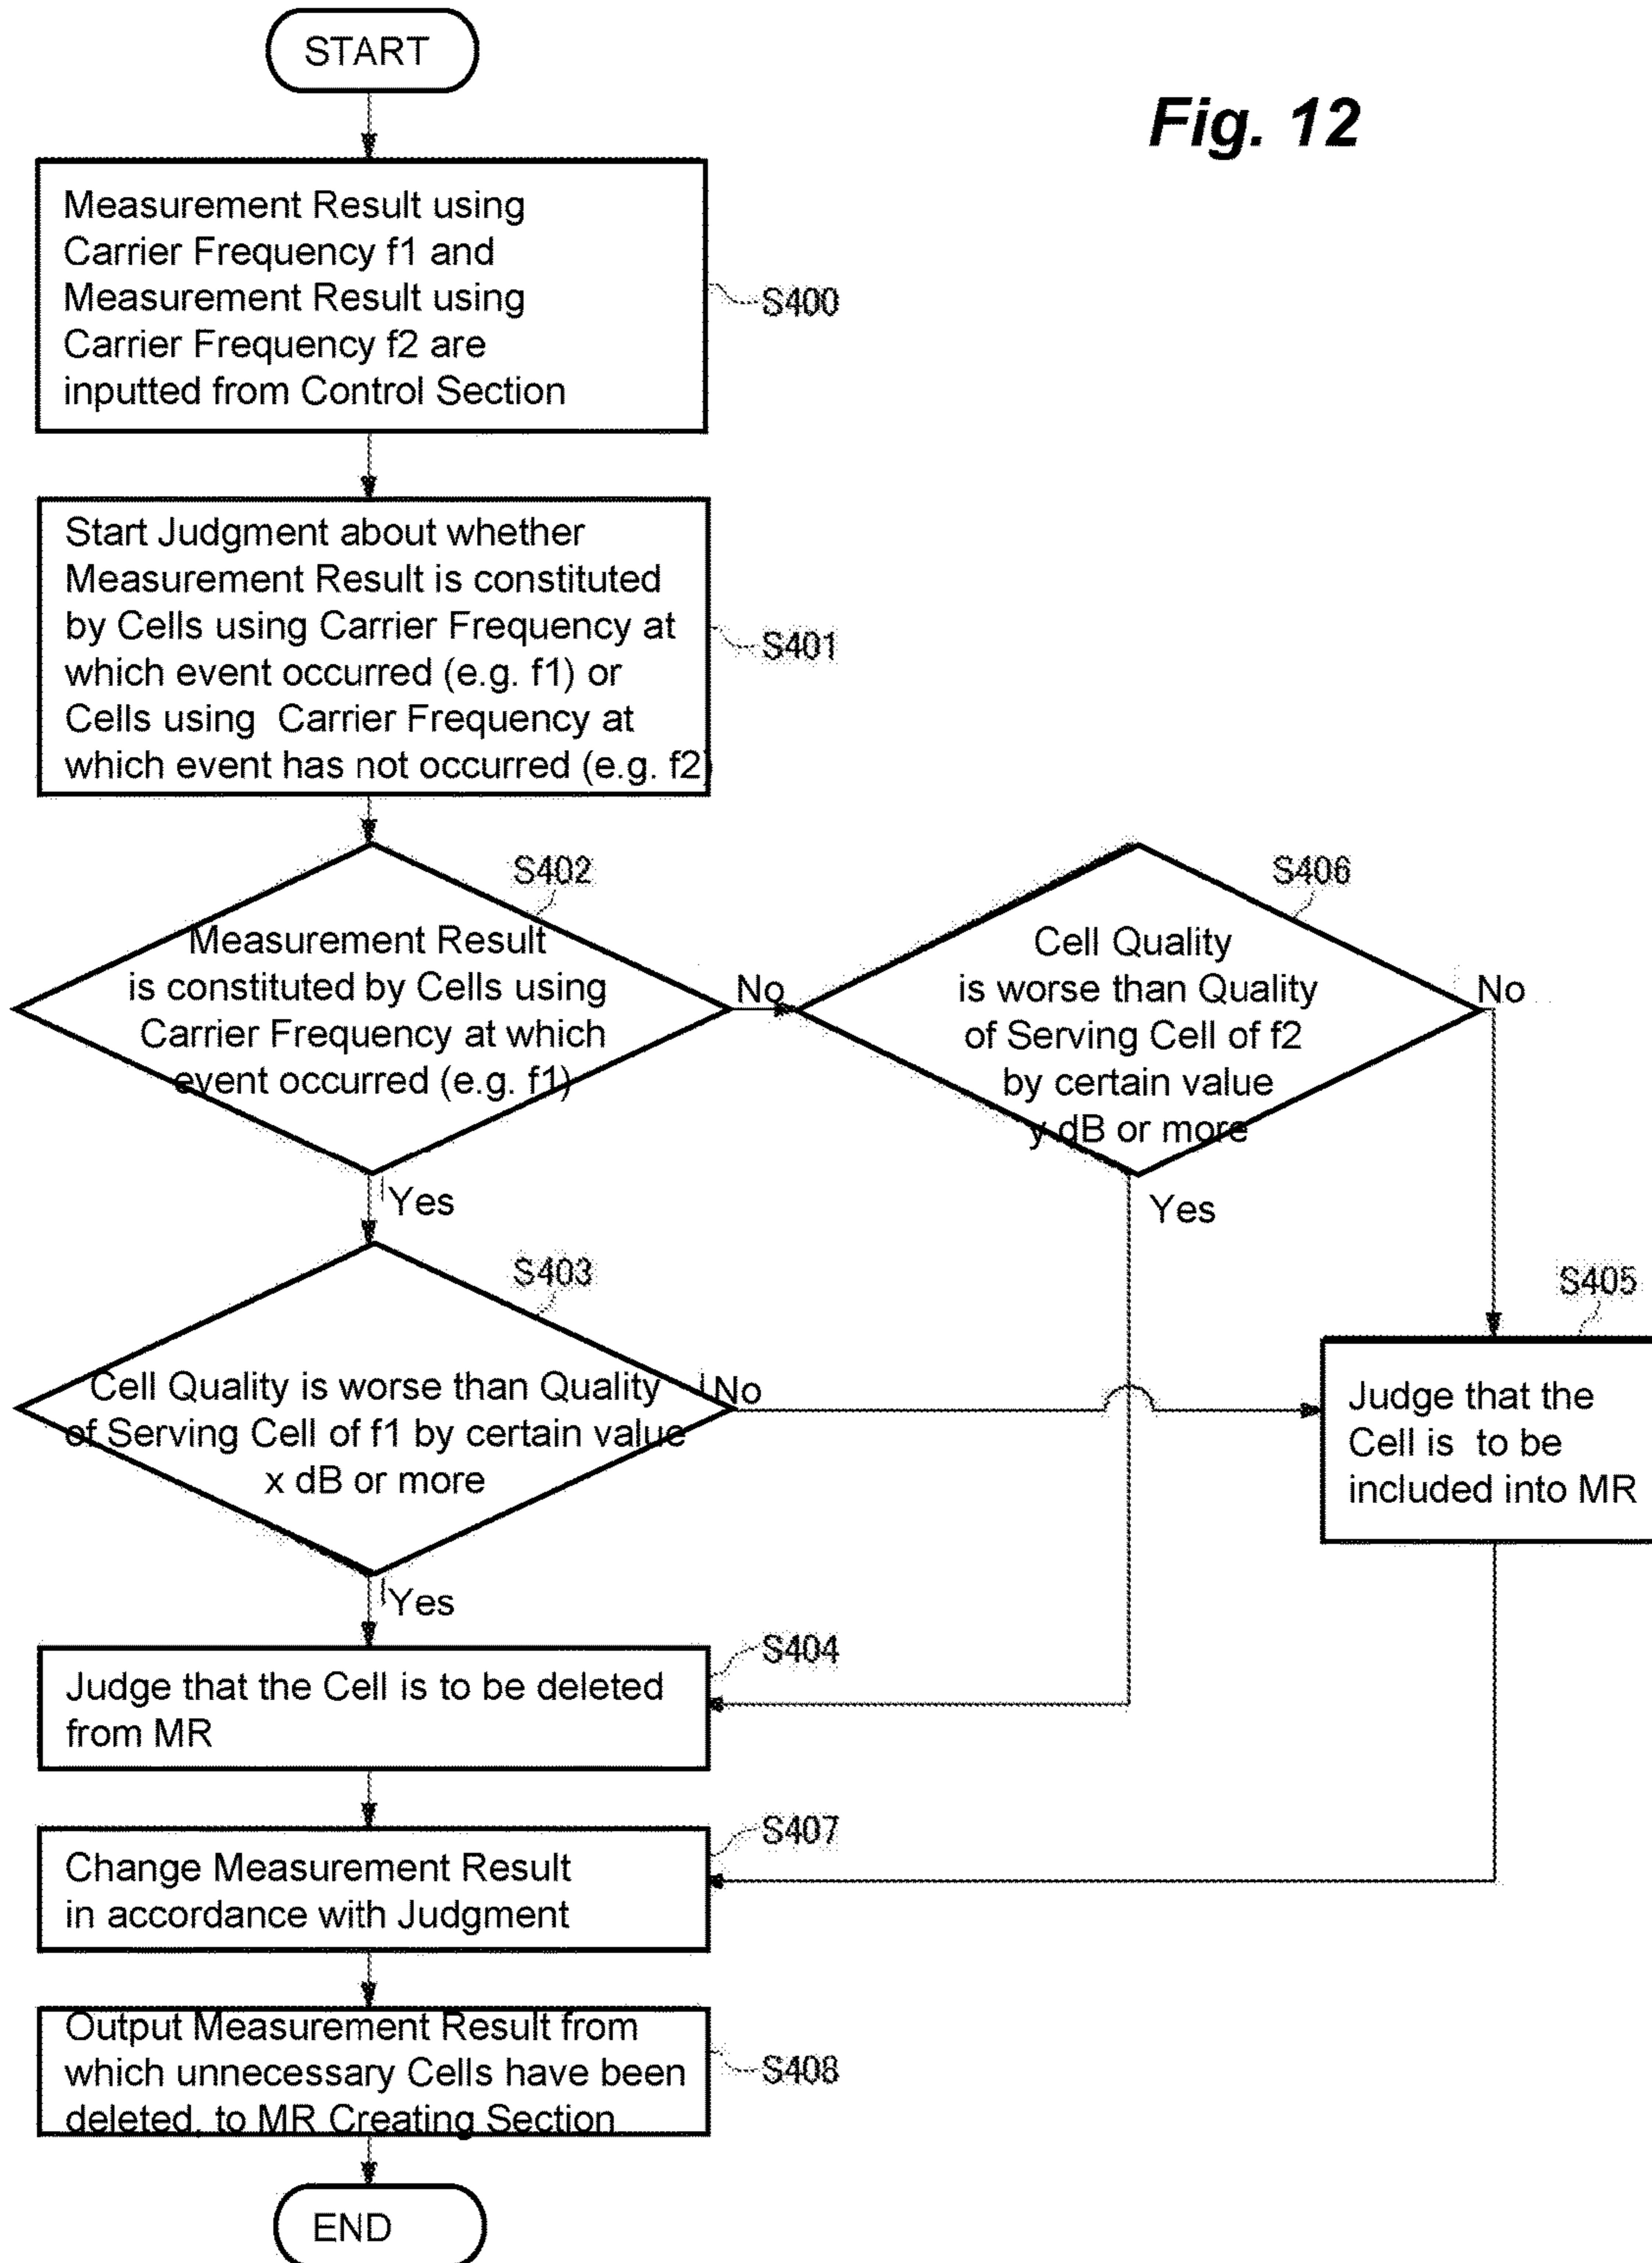 START
Fig. 12
Measurement Result using
Carrier Frequency f1 and
Measurement Result using
Carrier Frequency f2 are
inputted from Control Section
S400
Start Judgment about whether
Measurement Result is constituted
by Cells using Carrier Frequency at
which event occurred (e.g. f1) or
Cells using Carrier Frequency at
which event has not occurred (e.g. f2)
S401
S402
Measurement Result
is constituted by Cells using
Carrier Frequency at which
event occurred (e.g. f1)
No
Yes
S406
Cell Quality
is worse than Quality
of Serving Cell of f2
by certain value
y dB or more
No
Yes
S403
Cell Quality is worse than Quality
of Serving Cell of f1 by certain value
x dB or more
No
Yes
S405
Judge that the
Cell is to be
included into MR
S404
Judge that the Cell is to be deleted
from MR
S407
Change Measurement Result
in accordance with Judgment
Output Measurement Result from
which unnecessary Cells have been
deleted, to MR Creating Section
S408
END